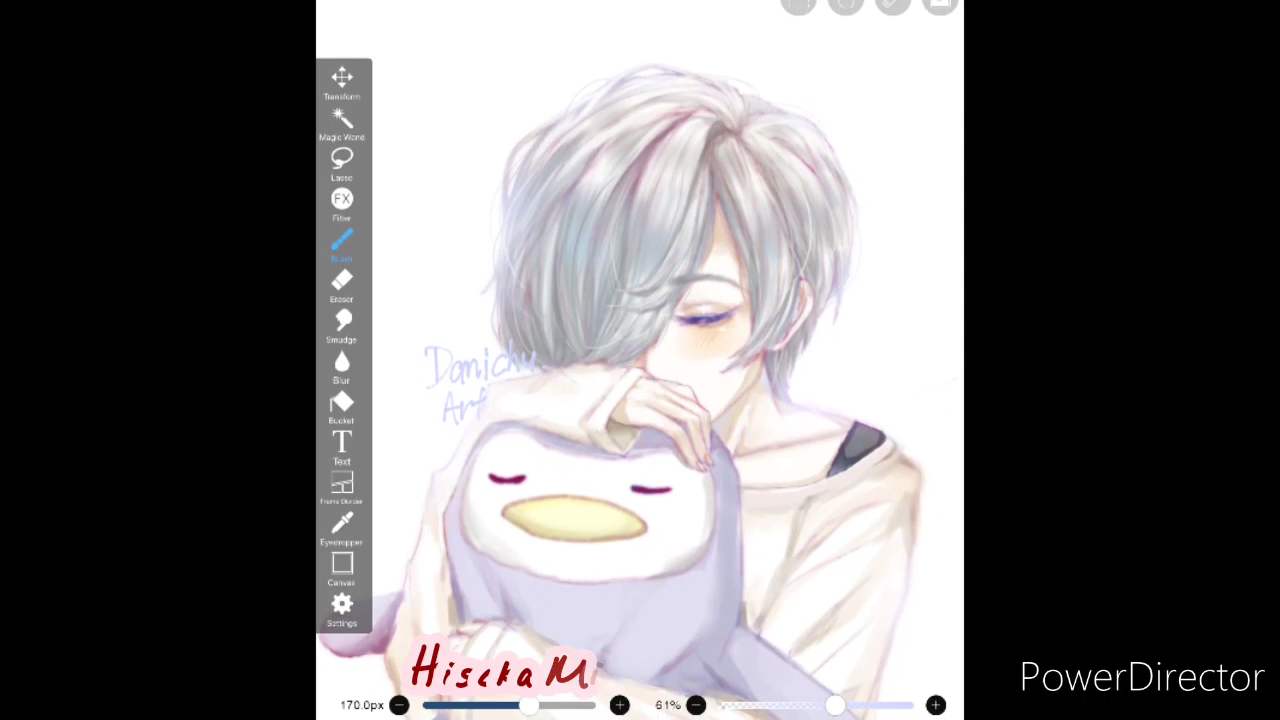 Transform
Magic Wand
Lasso
FX
Filter
Brush
Eraser
Smudge
Blur
Bucket
T
Text
Frame Divider
Eyedropper
Canvas
Settings
Danichu
Art
HisckaM
170.0px
61%
PowerDirector